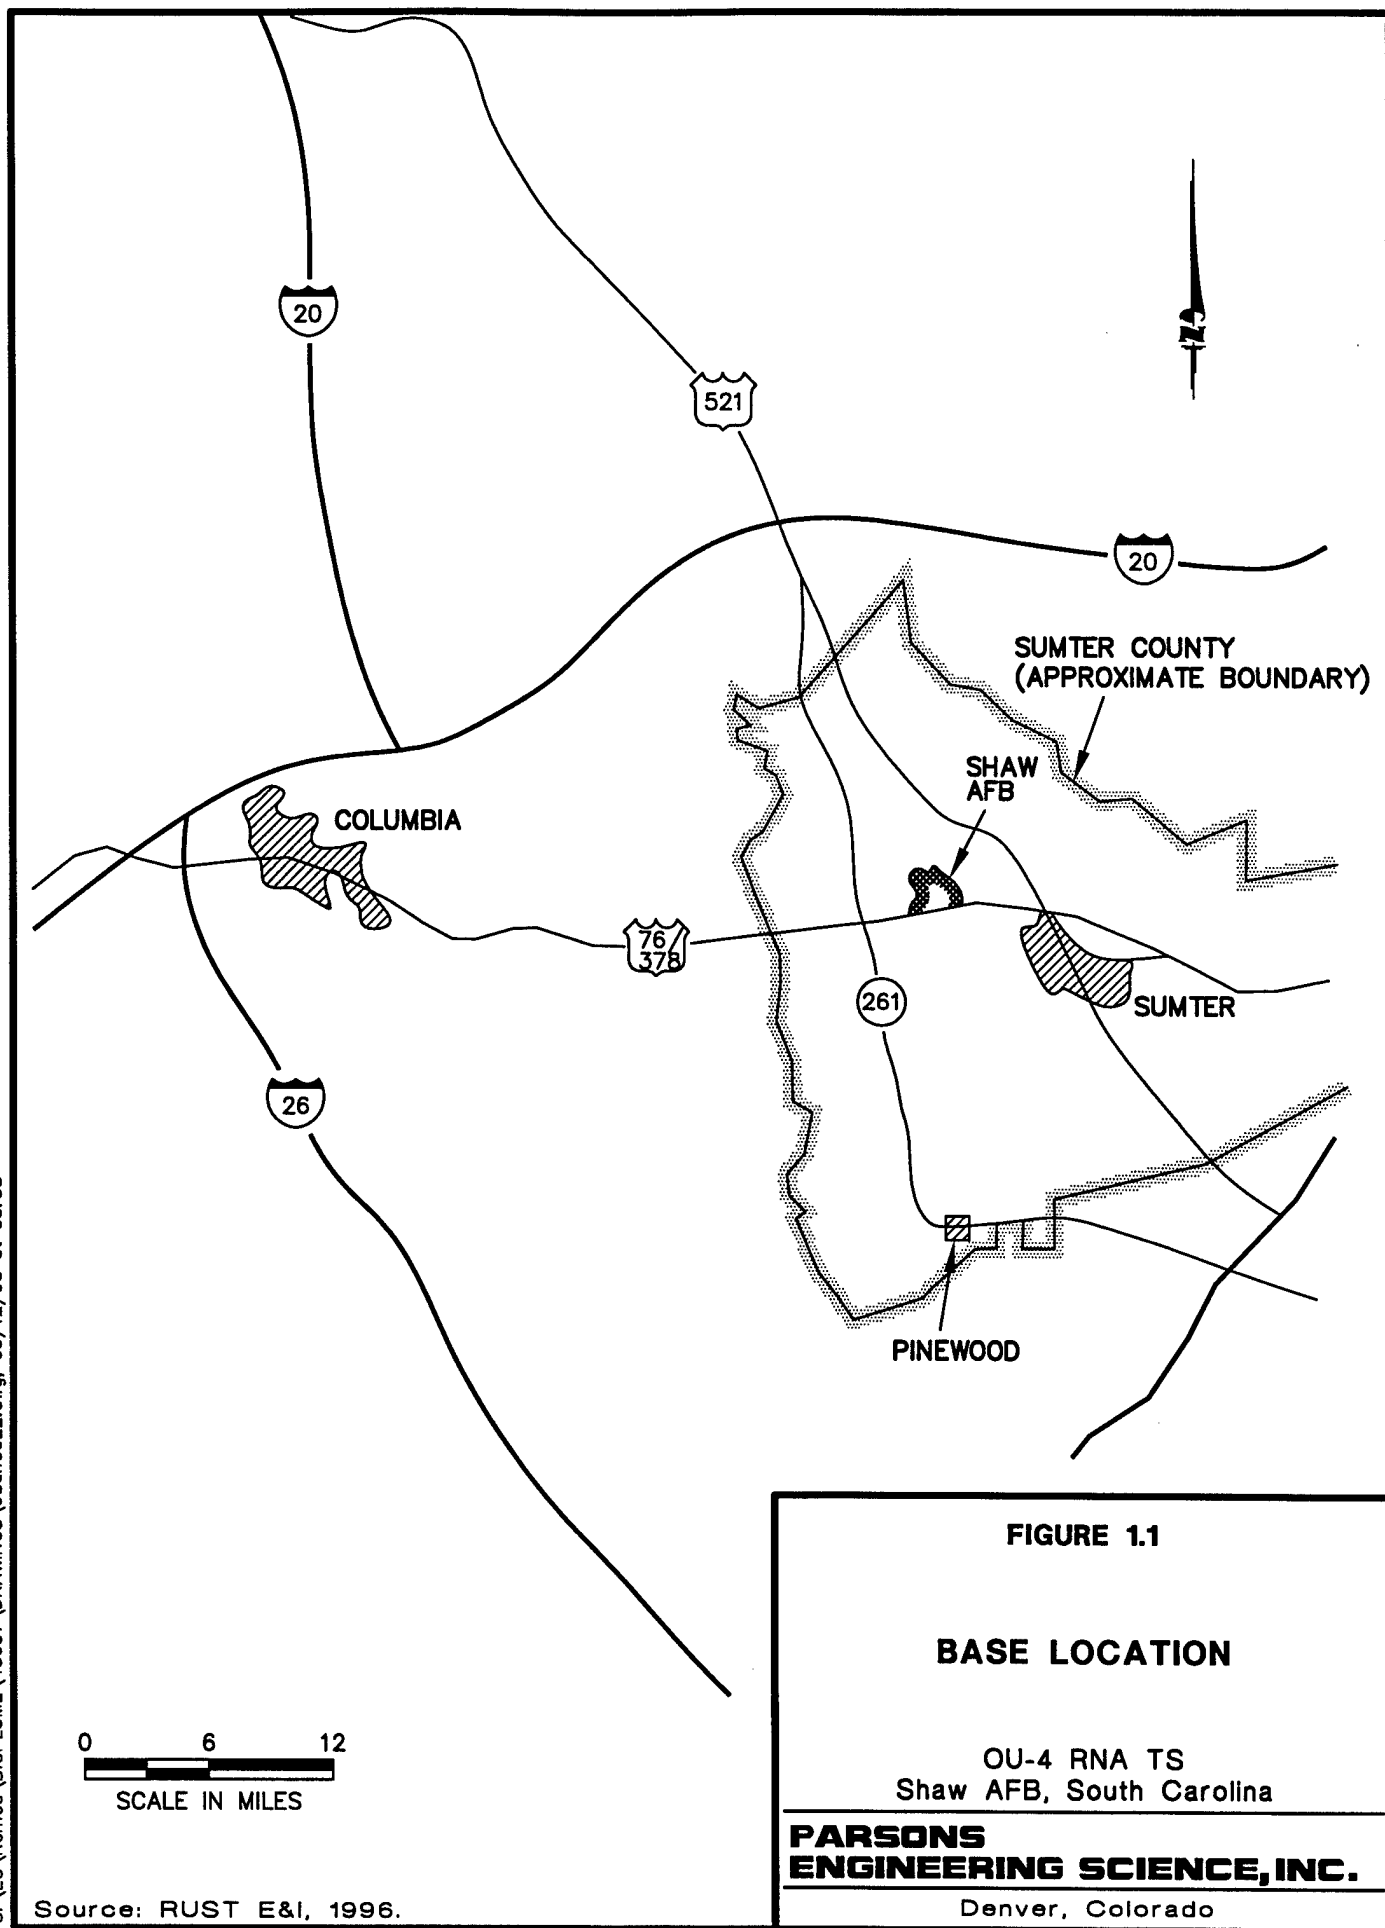 20
521
20
SUMTER COUNTY
(APPROXIMATE BOUNDARY)
SHAW
AFB
COLUMBIA
76/
378
261
SUMTER
26
PINEWOOD
N
0 6 12
SCALE IN MILES
Source: RUST E&I, 1996.
FIGURE 1.1
BASE LOCATION
OU-4 RNA TS
Shaw AFB, South Carolina
PARSONS
ENGINEERING SCIENCE, INC.
Denver, Colorado